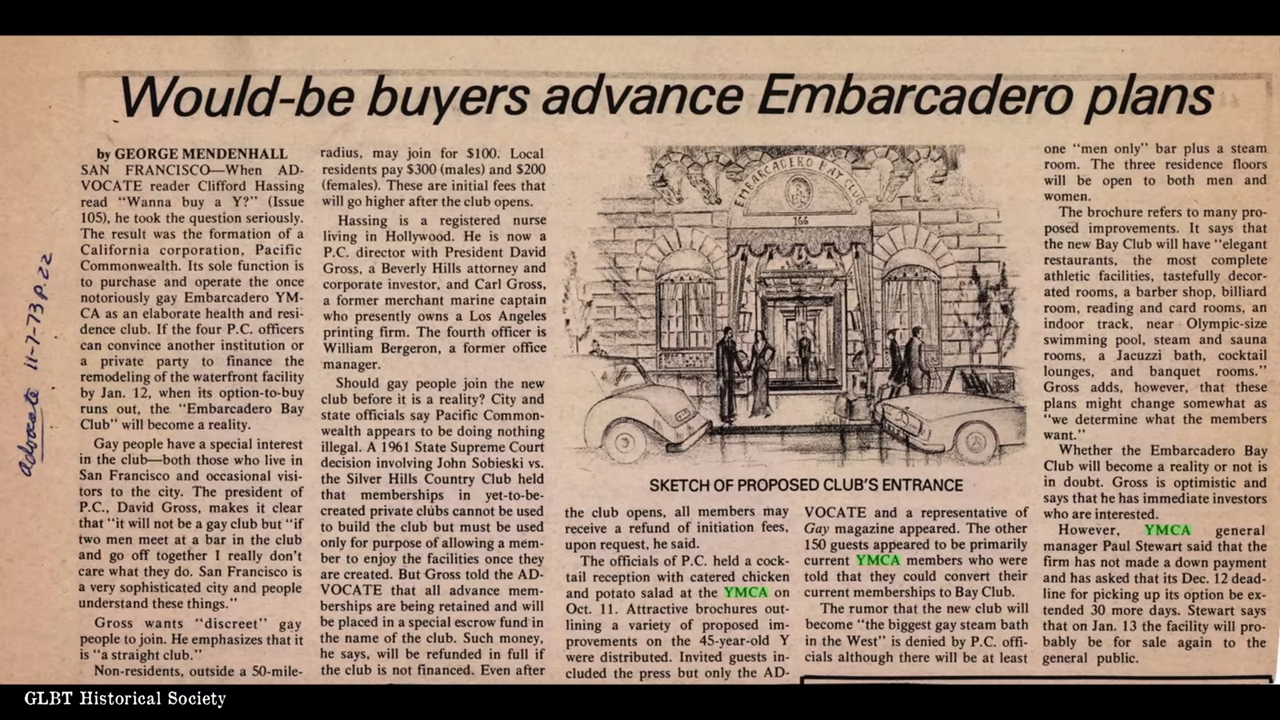 Would-be buyers advance Embarcadero plans
Advocate 11-7-73 p.22
by GEORGE MENDENHALL
SAN FRANCISCO—When AD-
VOCATE reader Clifford Hassing
read “Wanna buy a Y?” (Issue
105), he took the question seriously.
The result was the formation of a
California corporation, Pacific
Commonwealth. Its sole function is
to purchase and operate the once
notoriously gay Embarcadero YM-
CA as an elaborate health and resi-
dence club. If the four P.C. officers
can convince another institution or
a private party to finance the
remodeling of the waterfront facility
by Jan. 12, when its option-to-buy
runs out, the “Embarcadero Bay
Club” will become a reality.
Gay people have a special interest
in the club—both those who live in
San Francisco and occasional visi-
tors to the city. The president of
P.C., David Gross, makes it clear
that “it will not be a gay club but “if
two men meet at a bar in the club
and go off together I really don’t
care what they do. San Francisco is
a very sophisticated city and people
understand these things.”
Gross wants “discreet” gay
people to join. He emphasizes that it
is “a straight club.”
Non-residents, outside a 50-mile-
radius, may join for $100. Local
residents pay $300 (males) and $200
(females). These are initial fees that
will go higher after the club opens.
Hassing is a registered nurse
living in Hollywood. He is now a
P.C. director with President David
Gross, a Beverly Hills attorney and
corporate investor, and Carl Gross,
a former merchant marine captain
who presently owns a Los Angeles
printing firm. The fourth officer is
William Bergeron, a former office
manager.
Should gay people join the new
club before it is a reality? City and
state officials say Pacific Common-
wealth appears to be doing nothing
illegal. A 1961 State Supreme Court
decision involving John Sobieski vs.
the Silver Hills Country Club held
that memberships in yet-to-be-
created private clubs cannot be used
to build the club but must be used
only for purpose of allowing a mem-
ber to enjoy the facilities once they
are created. But Gross told the AD-
VOCATE that all advance mem-
berships are being retained and will
be placed in a special escrow fund in
the name of the club. Such money,
he says, will be refunded in full if
the club is not financed. Even after
EMBARCADERO BAY CLUB
166
SKETCH OF PROPOSED CLUB’S ENTRANCE
the club opens, all members may
receive a refund of initiation fees,
upon request, he said.
The officials of P.C. held a cock-
tail reception with catered chicken
and potato salad at the YMCA on
Oct. 11. Attractive brochures out-
lining a variety of proposed im-
provements on the 45-year-old Y
were distributed. Invited guests in-
cluded the press but only the AD-
VOCATE and a representative of
Gay magazine appeared. The other
150 guests appeared to be primarily
current YMCA members who were
told that they could convert their
current memberships to Bay Club.
The rumor that the new club will
become “the biggest gay steam bath
in the West” is denied by P.C. offi-
cials although there will be at least
one “men only” bar plus a steam
room. The three residence floors
will be open to both men and
women.
The brochure refers to many pro-
posed improvements. It says that
the new Bay Club will have “elegant
restaurants, the most complete
athletic facilities, tastefully decor-
ated rooms, a barber shop, billiard
room, reading and card rooms, an
indoor track, near Olympic-size
swimming pool, steam and sauna
rooms, a Jacuzzi bath, cocktail
lounges, and banquet rooms.”
Gross adds, however, that these
plans might change somewhat as
“we determine what the members
want.”
Whether the Embarcadero Bay
Club will become a reality or not is
in doubt. Gross is optimistic and
says that he has immediate investors
who are interested.
However, YMCA general
manager Paul Stewart said that the
firm has not made a down payment
and has asked that its Dec. 12 dead-
line for picking up its option be ex-
tended 30 more days. Stewart says
that on Jan. 13 the facility will pro-
bably be for sale again to the
general public.
GLBT Historical Society